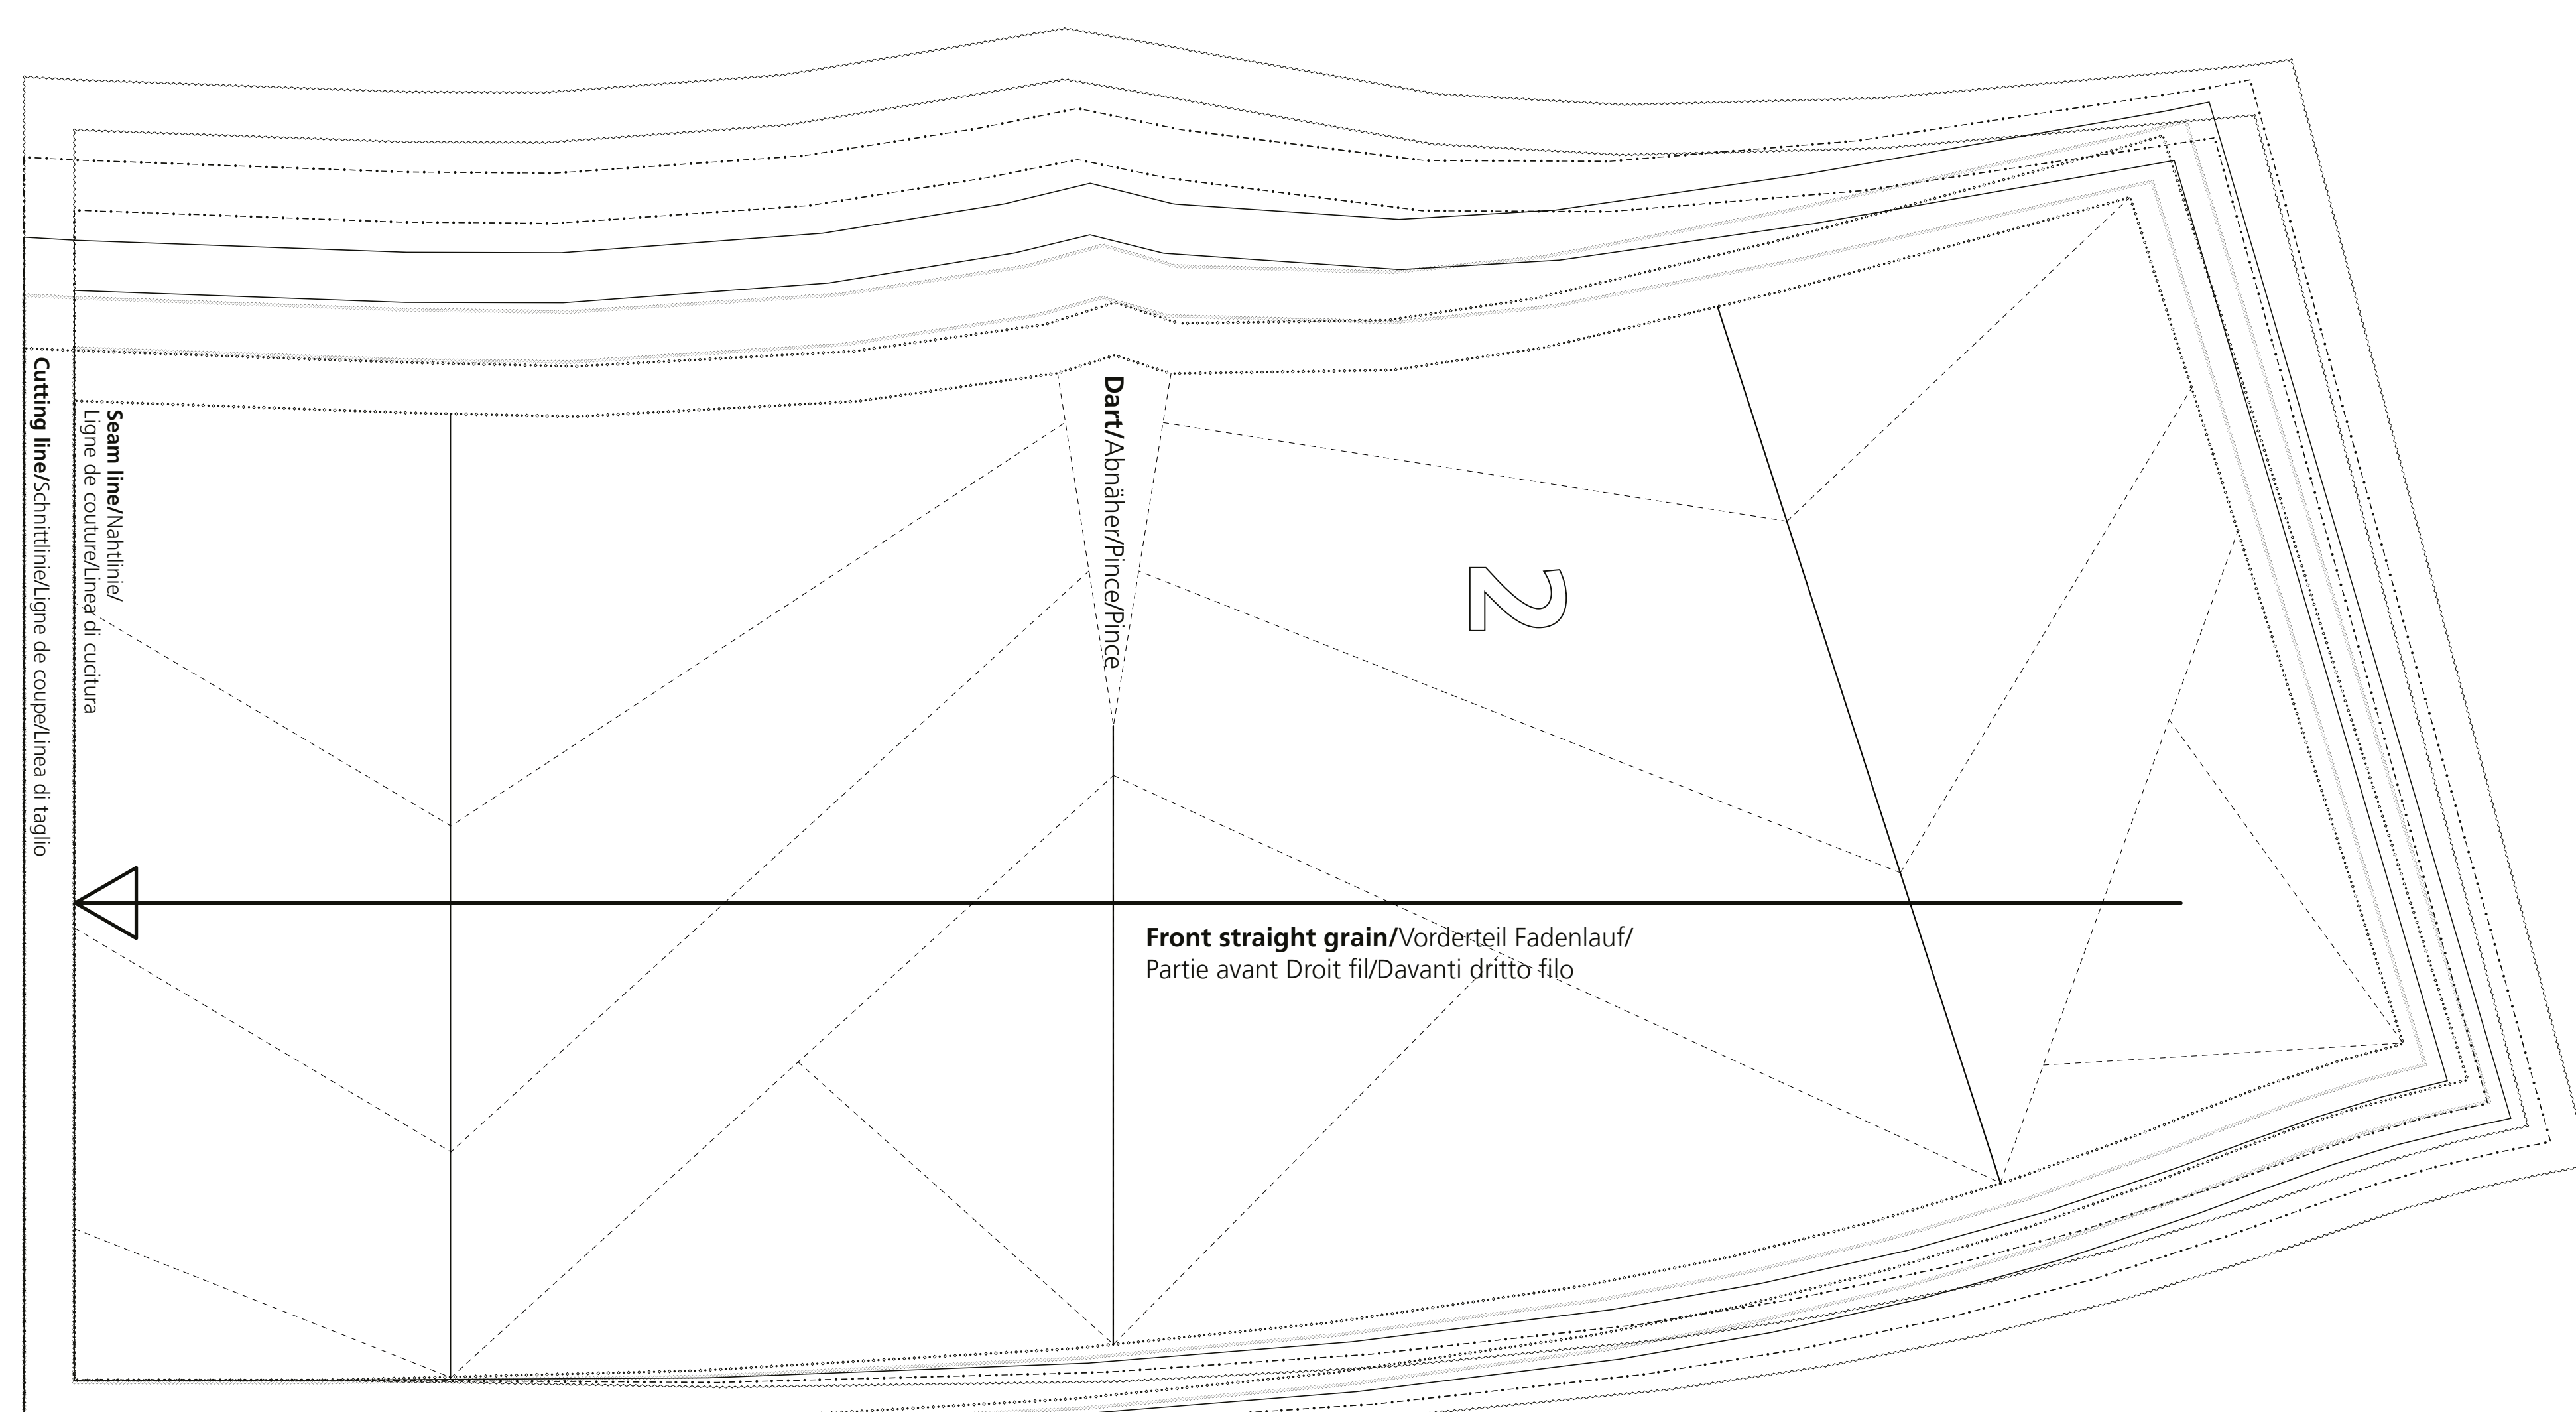 Cutting line/Schnittlinie/Ligne de coupe/Linea di taglio
Seam line/Nahtlinie/
Ligne de couture/Linea di cucitura
Dart/Abnäher/Pince/Pince
2
Front straight grain/Vorderteil Fadenlauf/
Partie avant Droit fil/Davanti dritto filo